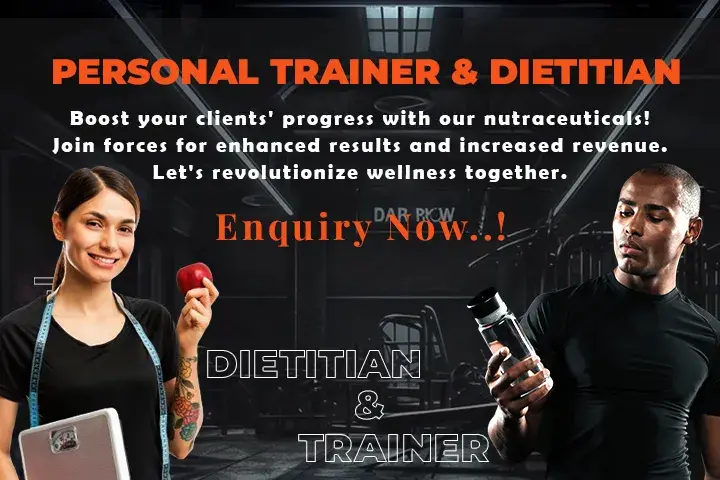 PERSONAL TRAINER & DIETITIAN
Boost your clients' progress with our nutraceuticals!
Join forces for enhanced results and increased revenue.
Let's revolutionize wellness together.
Enquiry Now..!
DIETITIAN
&
TRAINER